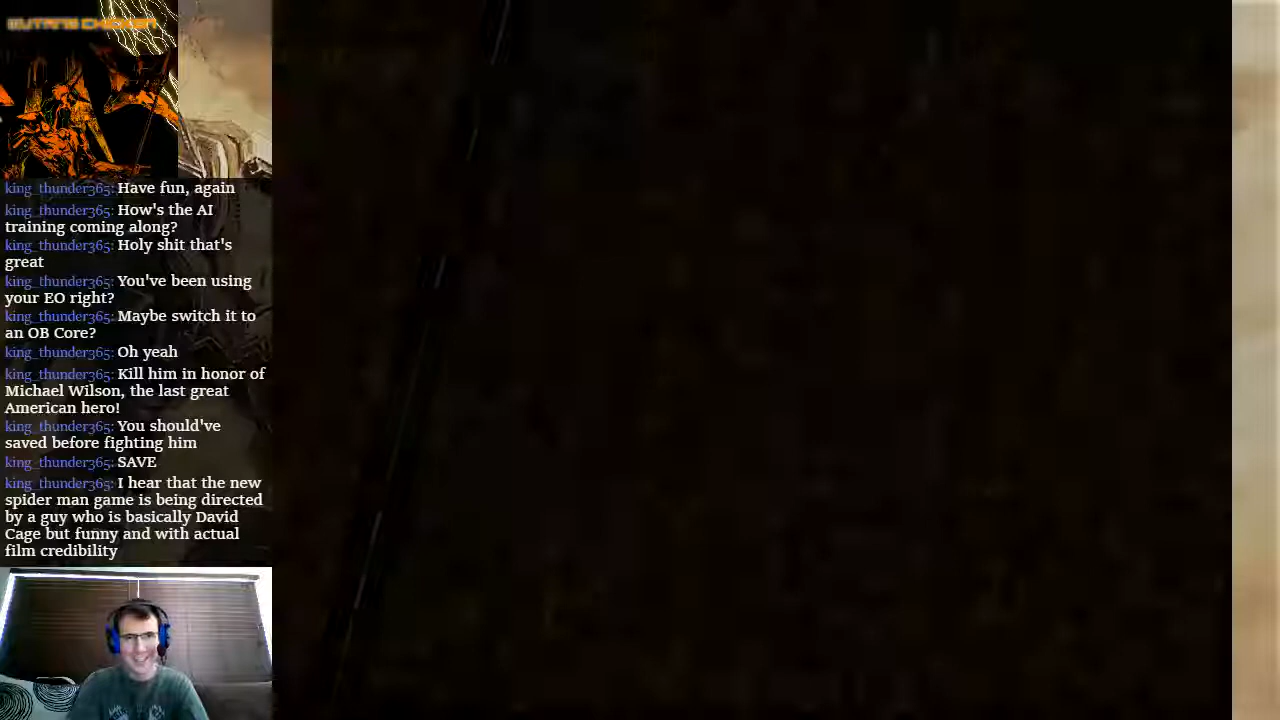 MUTANT CHICKEN
king_thunder365: Have fun, again
king_thunder365: How's the AI
training coming along?
king_thunder365: Holy shit that's
great
king_thunder365: You've been using
your EO right?
king_thunder365: Maybe switch it to
an OB Core?
king_thunder365: Oh yeah
king_thunder365: Kill him in honor of
Michael Wilson, the last great
American hero!
king_thunder365: You should've
saved before fighting him
king_thunder365: SAVE
king_thunder365: I hear that the new
spider man game is being directed
by a guy who is basically David
Cage but funny and with actual
film credibility